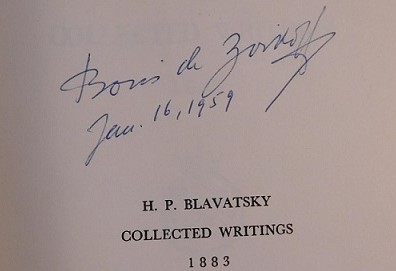 Boris de Zirkoff
Jan. 16, 1959
H. P. BLAVATSKY
COLLECTED WRITINGS
1883